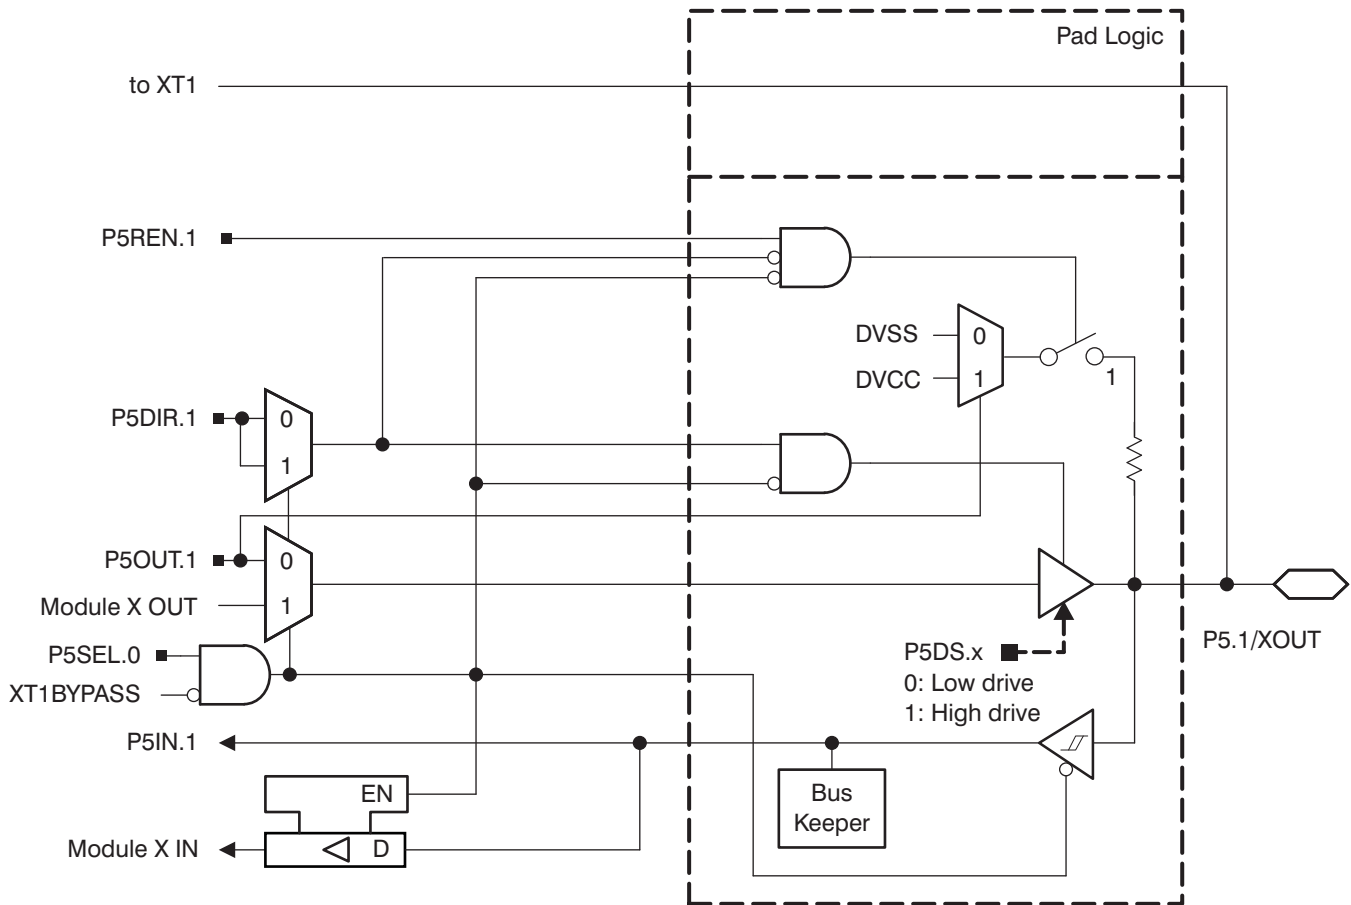 Pad Logic
to XT1
P5REN.1
DVSS
0
DVCC
1
1
P5DIR.1
0
1
P5OUT.1
0
Module X OUT
1
P5SEL.0
XT1BYPASS
P5DS.x
0: Low drive
1: High drive
P5.1/XOUT
P5IN.1
EN
Bus
Keeper
Module X IN
D